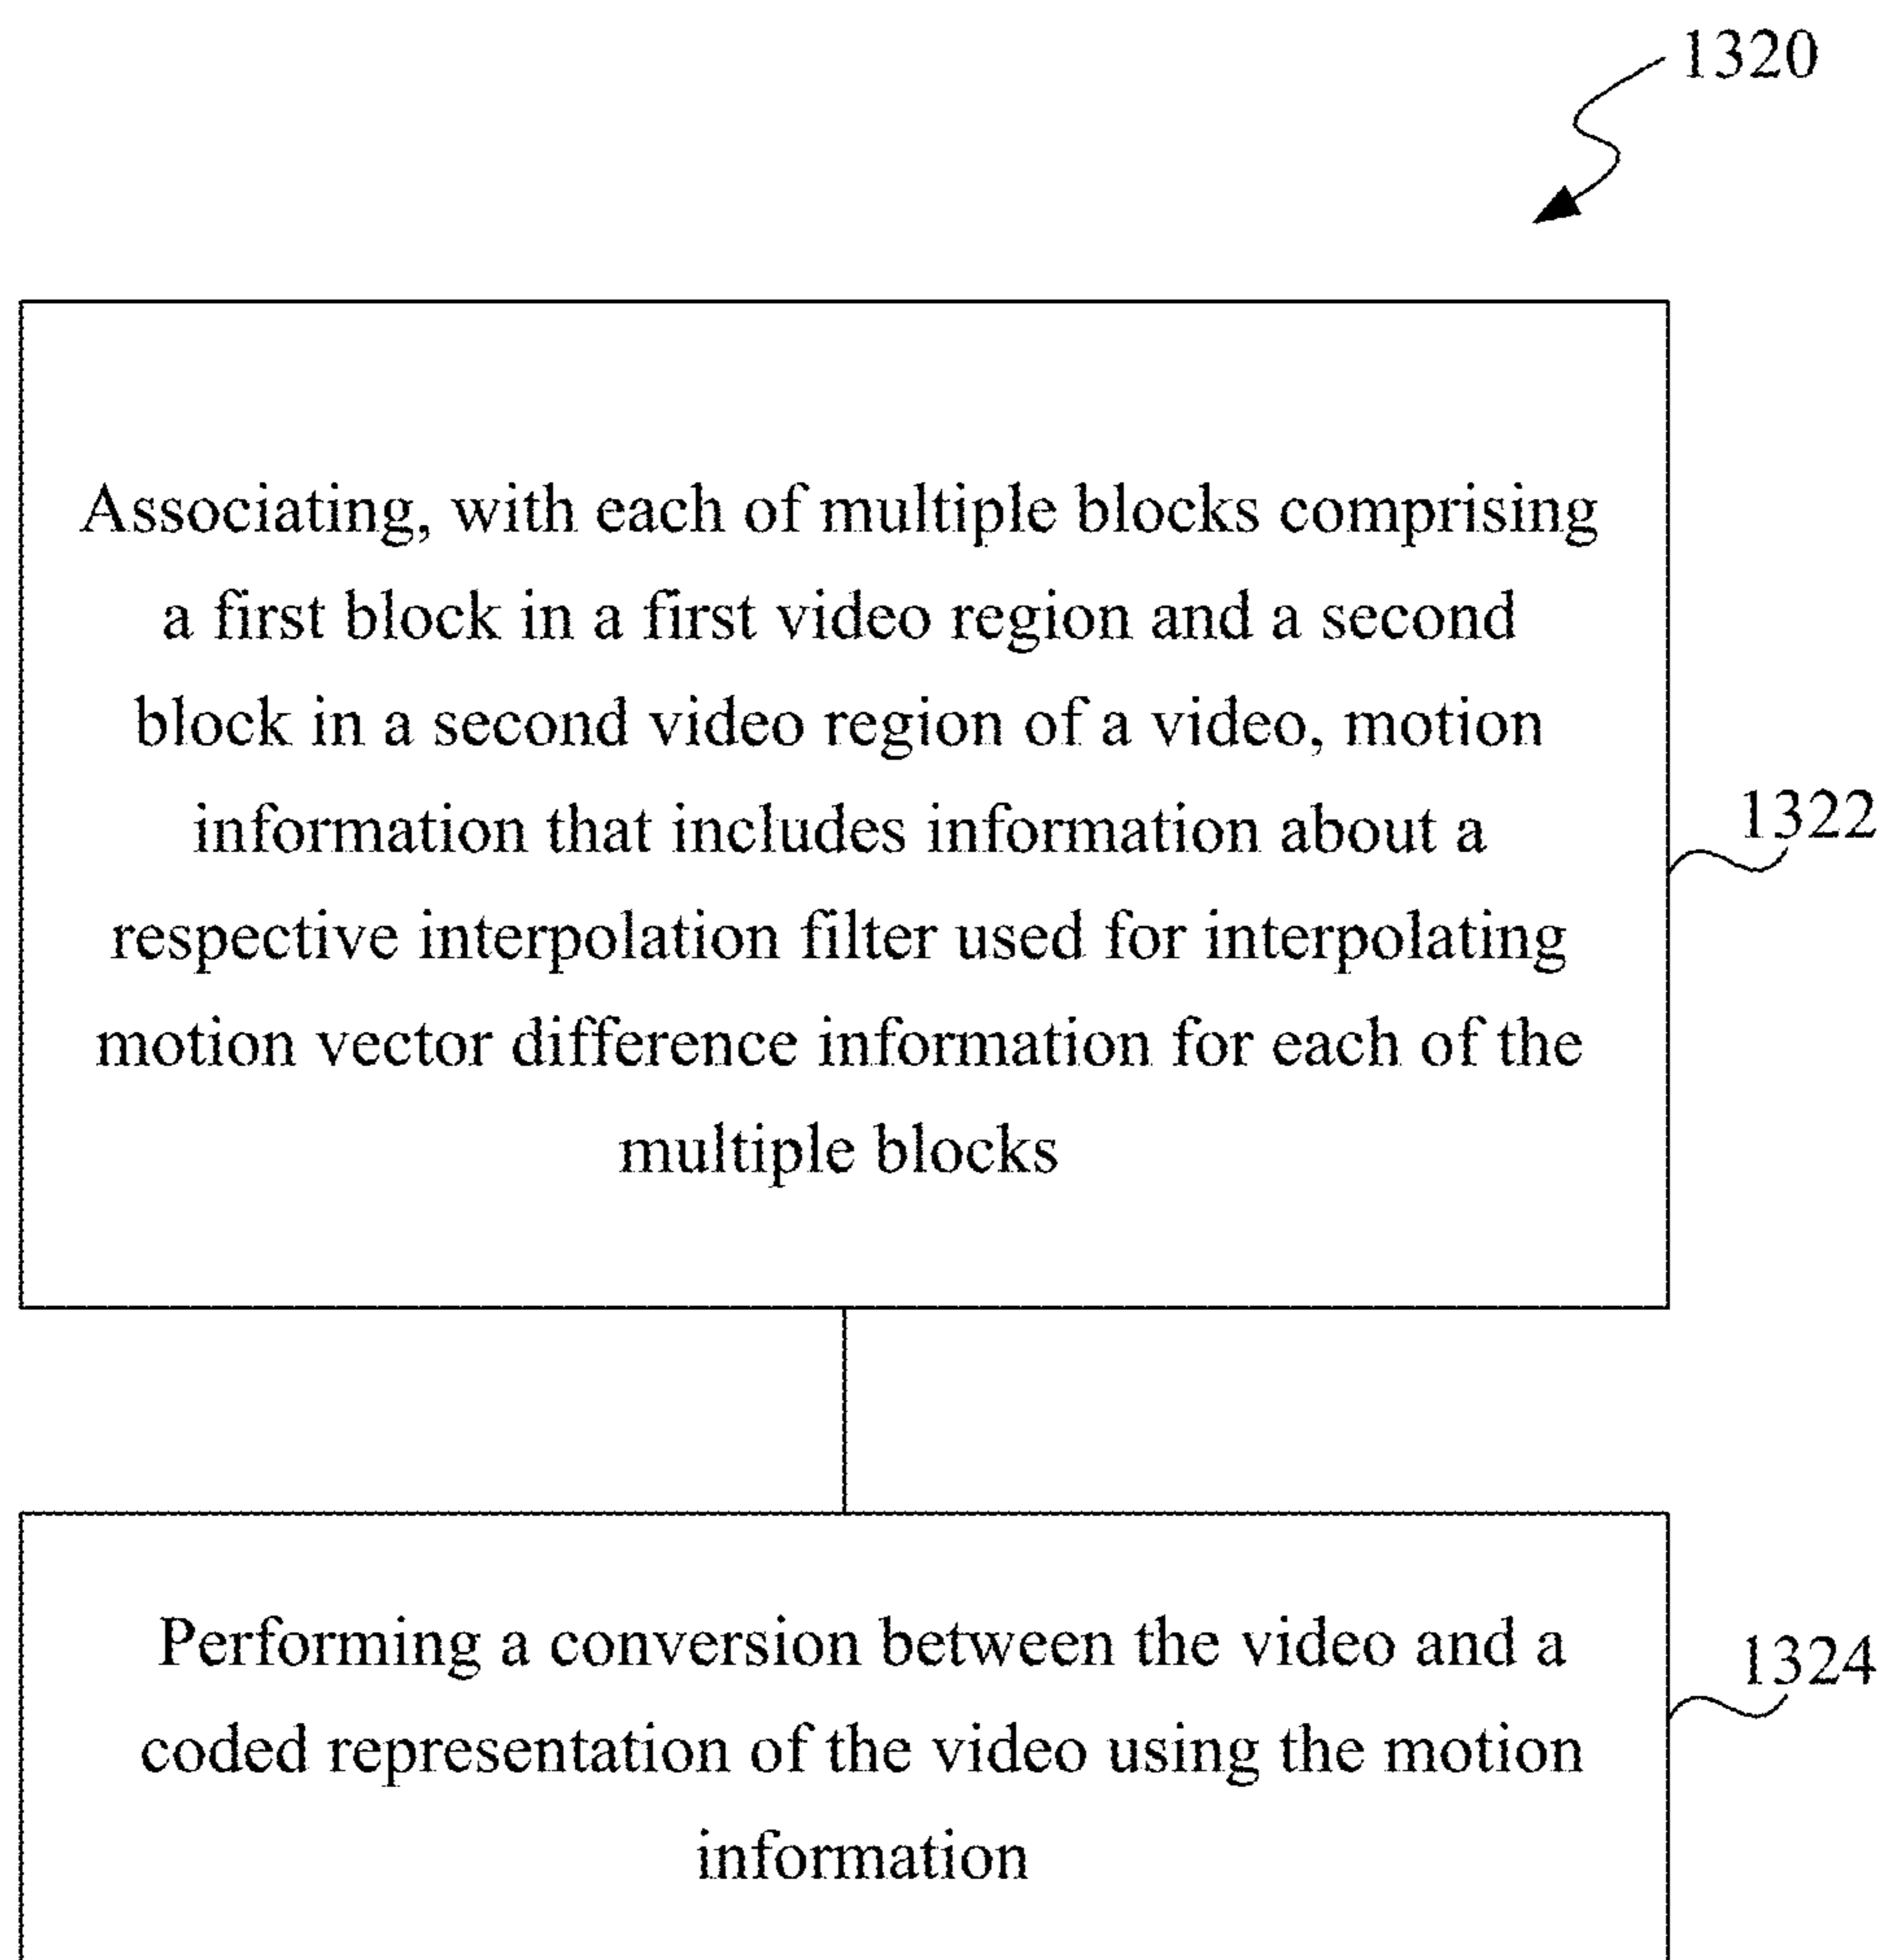 1320
Associating, with each of multiple blocks comprising
a first block in a first video region and a second
block in a second video region of a video, motion
information that includes information about a
respective interpolation filter used for interpolating
motion vector difference information for each of the
multiple blocks
1322
Performing a conversion between the video and a
coded representation of the video using the motion
information
1324